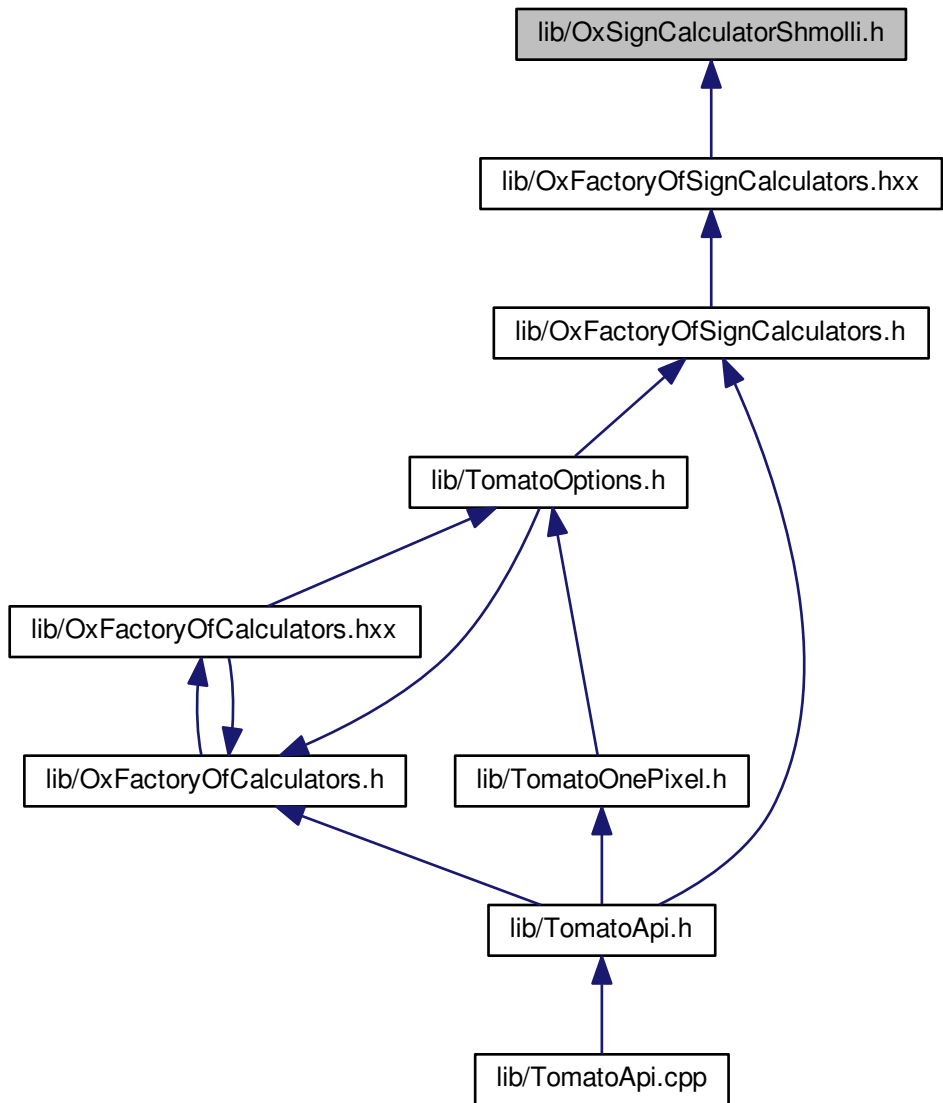 lib/OxSignCalculatorShmolli.h
lib/OxFactoryOfSignCalculators.hxx
lib/OxFactoryOfSignCalculators.h
lib/TomatoOptions.h
lib/OxFactoryOfCalculators.hxx
lib/OxFactoryOfCalculators.h
lib/TomatoOnePixel.h
lib/TomatoApi.h
lib/TomatoApi.cpp